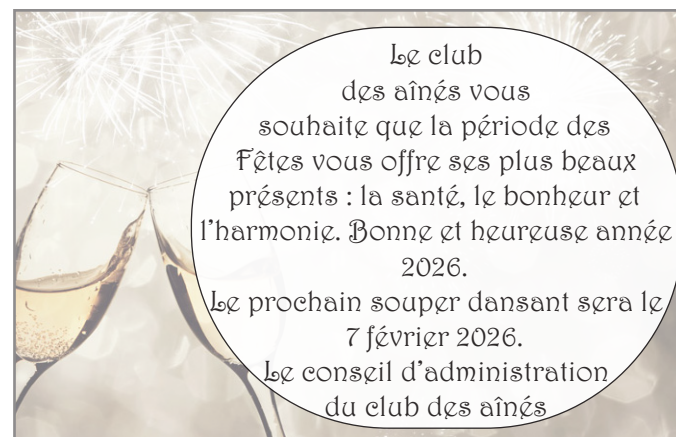 Le club
des aînés vous
souhaite que la période des
Fêtes vous offre ses plus beaux
présents : la santé, le bonheur et
l'harmonie. Bonne et heureuse année
2026.
Le prochain souper dansant sera le
7 février 2026.
Le conseil d'administration
du club des aînés